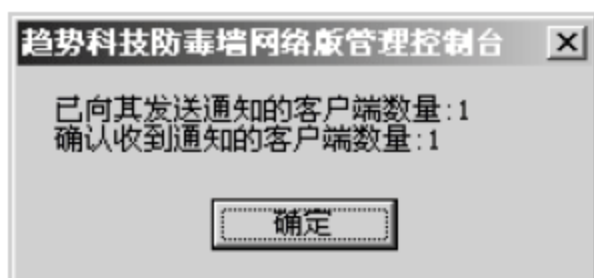 趋势科技防毒墙网络版管理控制台
已向其发送通知的客户端数量:1
确认收到通知的客户端数量:1
确定